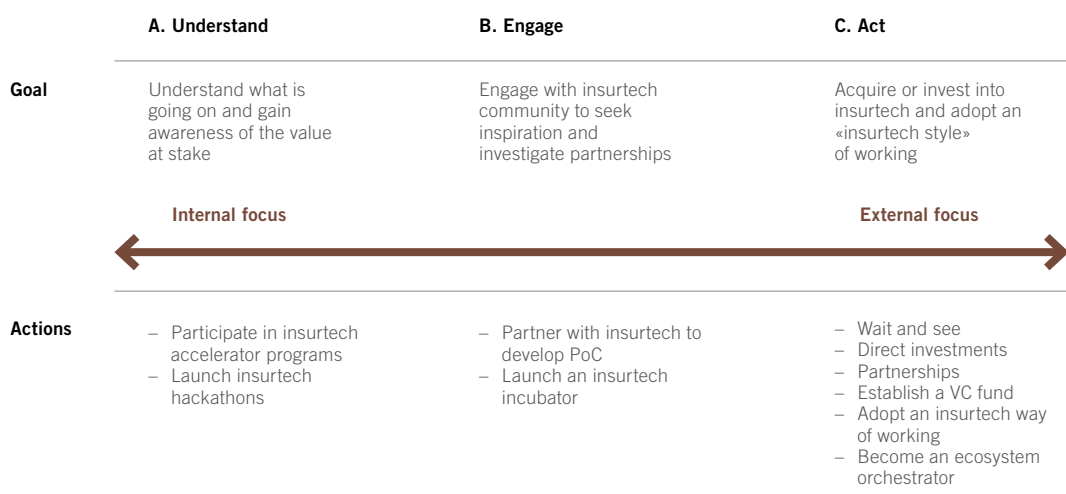 A. Understand
B. Engage
C. Act
Goal
Understand what is
going on and gain
awareness of the value
at stake
Engage with insurtech
community to seek
inspiration and
investigate partnerships
Acquire or invest into
insurtech and adopt an
«insurtech style»
of working
Internal focus
External focus
Actions
– Participate in insurtech
accelerator programs
– Launch insurtech
hackathons
– Partner with insurtech to
develop PoC
– Launch an insurtech
incubator
– Wait and see
– Direct investments
– Partnerships
– Establish a VC fund
– Adopt an insurtech way
of working
– Become an ecosystem
orchestrator